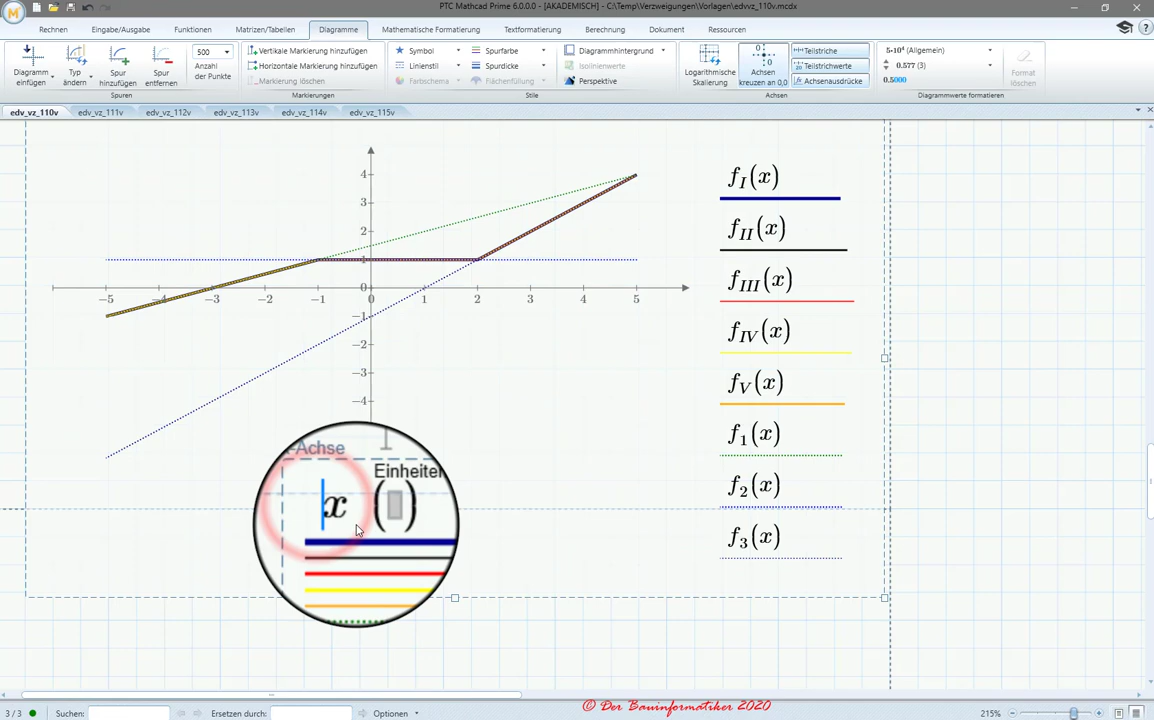 PTC Mathcad Prime 6.0.0.0 - [AKADEMISCH] C:\Temp\Verzweigungen\Vorlagen\edvvz_110v.mcdx
Rechnen Eingabe/Ausgabe Funktionen Matrizen/Tabellen Diagramme Mathematische Formatierung Textformatierung Berechnung Dokument Ressourcen
Diagramm einfügen
Typ ändern
Spur hinzufügen
Spur entfernen
500
Anzahl der Punkte
Spuren
Vertikale Markierung hinzufügen
Horizontale Markierung hinzufügen
Markierung löschen
Markierungen
Symbol
Linienstil
Farbschema
Spurfarbe
Spurdicke
Flächenfüllung
Diagrammhintergrund
Isolinienwerte
Perspektive
Stile
Logarithmische Skalierung
Achsen kreuzen an 0,0
Teilstriche
Teilstrichwerte
Achsenausdrücke
Achsen
5•10⁴ (Allgemein)
0.577 (3)
0.5000
Format löschen
Diagrammwerte formatieren
edv_vz_110v edv_vz_111v edv_vz_112v edv_vz_113v edv_vz_114v edv_vz_115v
4
3
2
1
0
−1
−2
−3
−4
−5 −4 −3 −2 −1 0 1 2 3 4 5
f_I(x)
f_II(x)
f_III(x)
f_IV(x)
f_V(x)
f_1(x)
f_2(x)
f_3(x)
-Achse
Einheiten
x ( )
3 / 3 Suchen: Ersetzen durch: Optionen
© Der Bauinformatiker 2020
215%